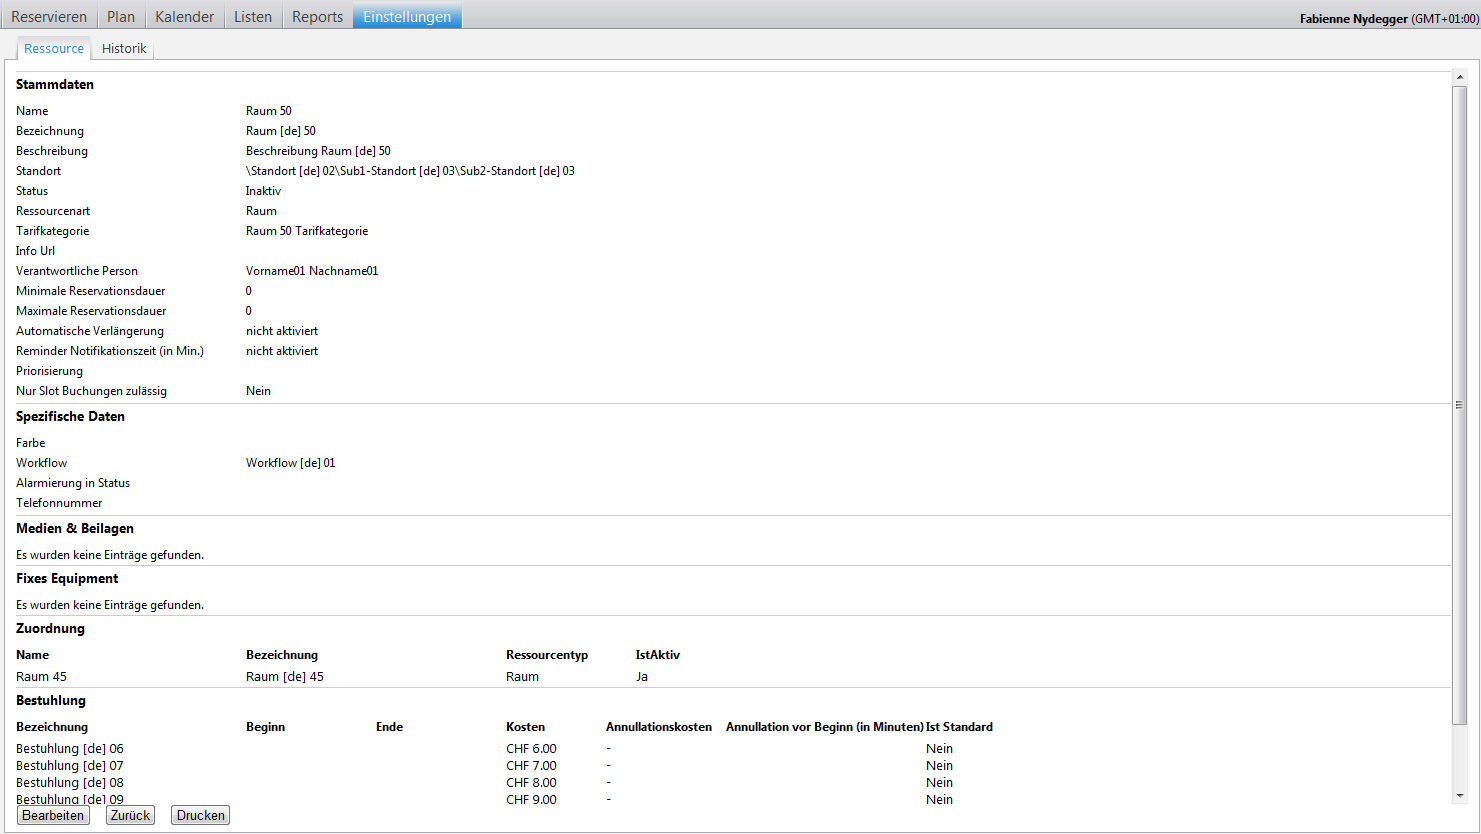 Reservieren Plan Kalender Listen Reports Einstellungen Fabienne Nydegger (GMT+01:00)
Ressource Historik
Stammdaten
Name Raum 50
Bezeichnung Raum [de] 50
Beschreibung Beschreibung Raum [de] 50
Standort \Standort [de] 02\Sub1-Standort [de] 03\Sub2-Standort [de] 03
Status Inaktiv
Ressourcenart Raum
Tarifkategorie Raum 50 Tarifkategorie
Info Url
Verantwortliche Person Vorname01 Nachname01
Minimale Reservationsdauer 0
Maximale Reservationsdauer 0
Automatische Verlängerung nicht aktiviert
Reminder Notifikationszeit (in Min.) nicht aktiviert
Priorisierung
Nur Slot Buchungen zulässig Nein
Spezifische Daten
Farbe
Workflow Workflow [de] 01
Alarmierung in Status
Telefonnummer
Medien & Beilagen
Es wurden keine Einträge gefunden.
Fixes Equipment
Es wurden keine Einträge gefunden.
Zuordnung
Name Bezeichnung Ressourcentyp IstAktiv
Raum 45 Raum [de] 45 Raum Ja
Bestuhlung
Bezeichnung Beginn Ende Kosten Annullationskosten Annullation vor Beginn (in Minuten) Ist Standard
Bestuhlung [de] 06 CHF 6.00 - Nein
Bestuhlung [de] 07 CHF 7.00 - Nein
Bestuhlung [de] 08 CHF 8.00 - Nein
Bestuhlung [de] 09 CHF 9.00 - Nein
Bearbeiten Zurück Drucken